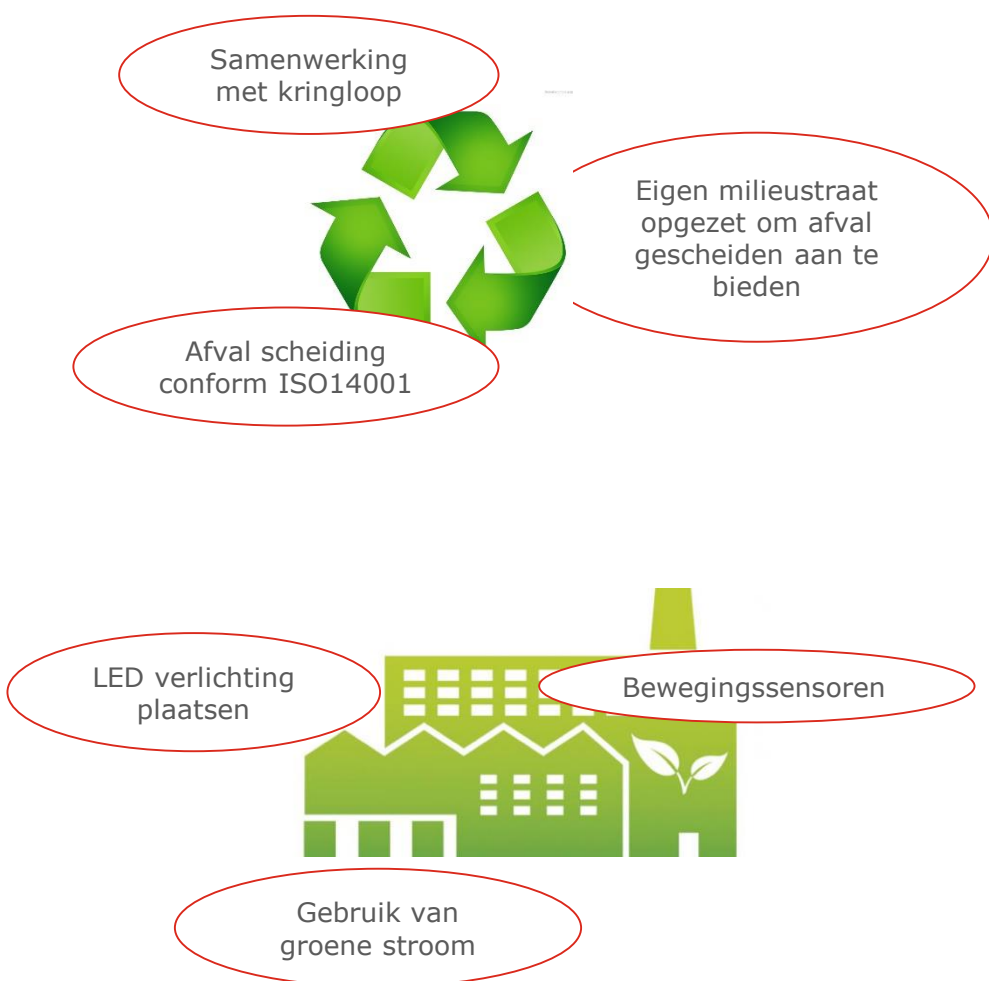 Samenwerking
met kringloop
Eigen milieustraat
opgezet om afval
gescheiden aan te
bieden
Afval scheiding
conform ISO14001
LED verlichting
plaatsen
Bewegingssensoren
Gebruik van
groene stroom